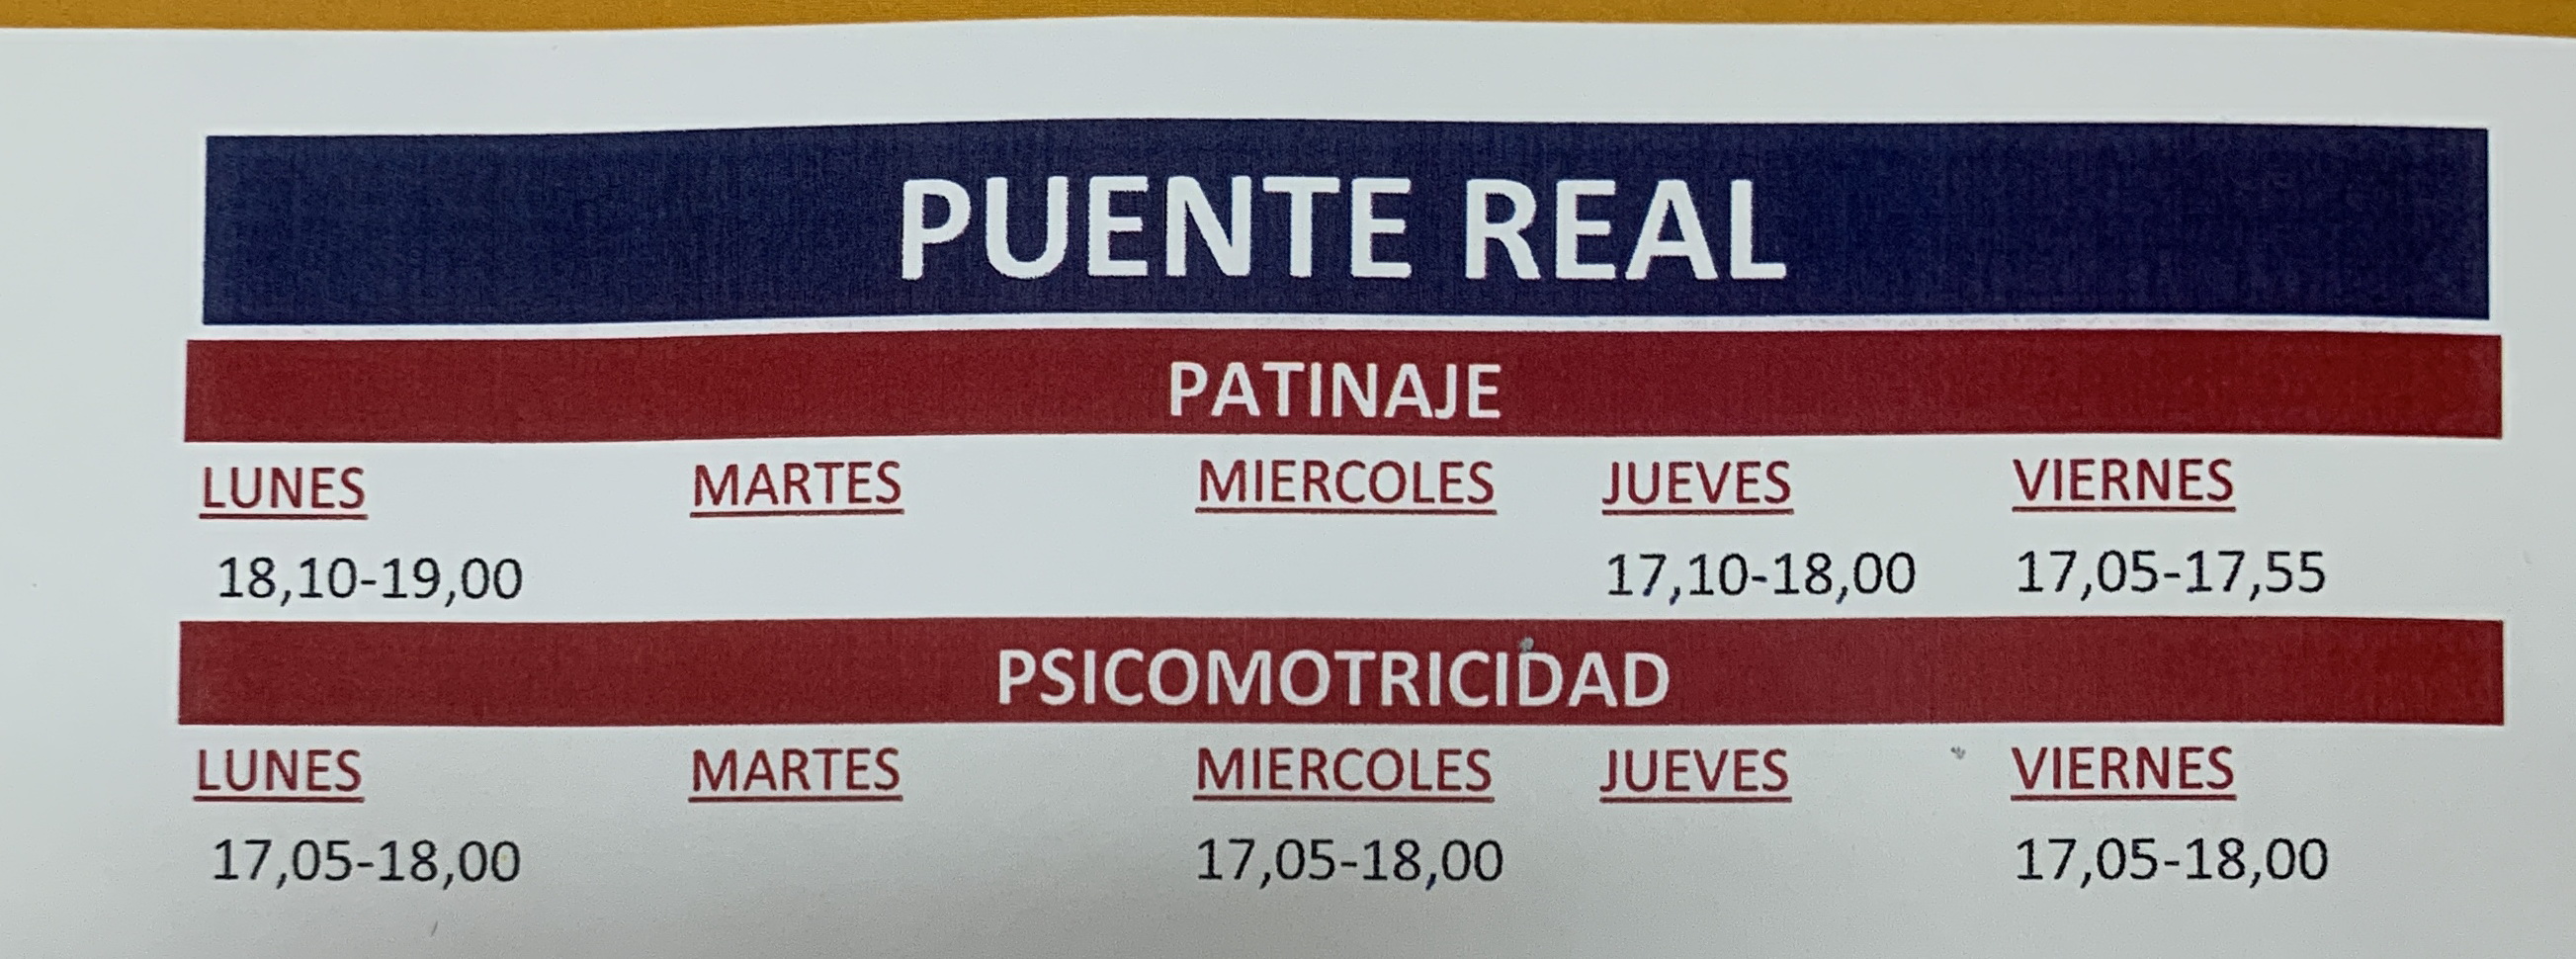 PUENTE REAL
PATINAJE
LUNES MARTES MIERCOLES JUEVES VIERNES
18,10-19,00 17,10-18,00 17,05-17,55
PSICOMOTRICIDAD
LUNES MARTES MIERCOLES JUEVES VIERNES
17,05-18,00 17,05-18,00 17,05-18,00